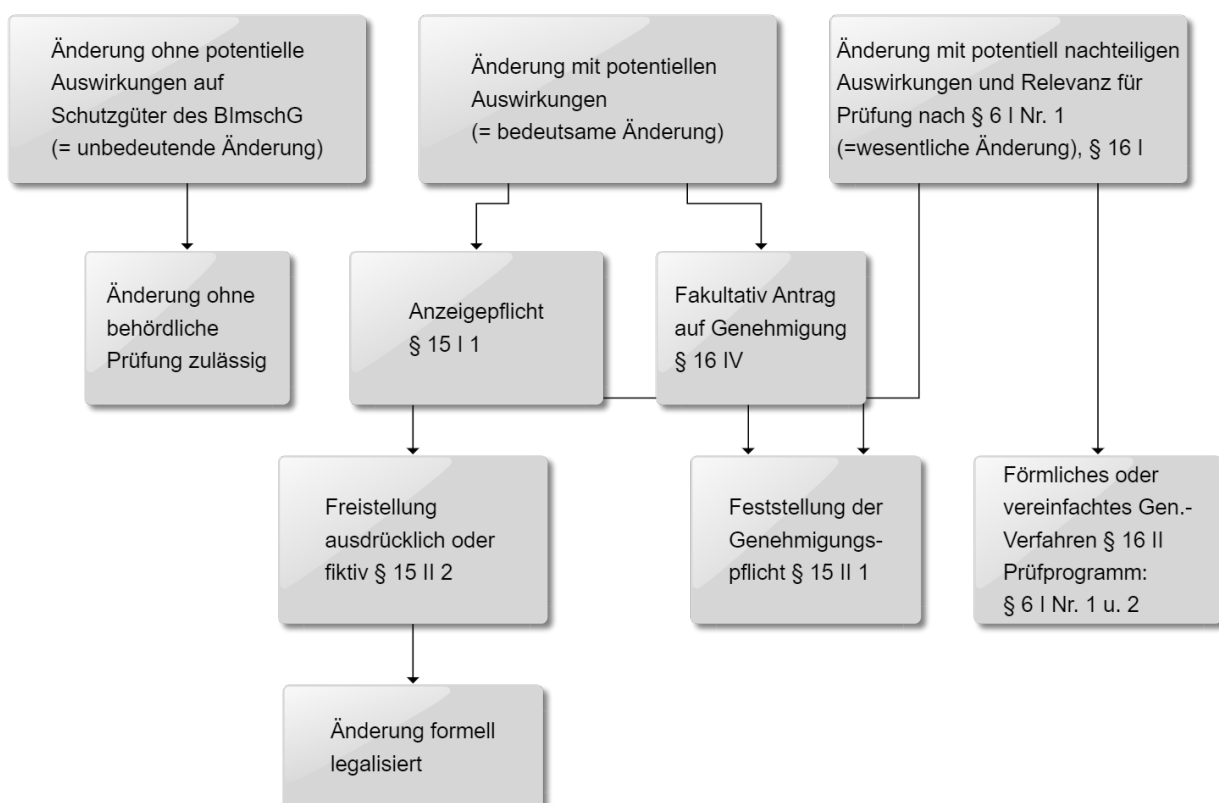 Änderung ohne potentielle
Auswirkungen auf
Schutzgüter des BImschG
(= unbedeutende Änderung)
Änderung mit potentiellen
Auswirkungen
(= bedeutsame Änderung)
Änderung mit potentiell nachteiligen
Auswirkungen und Relevanz für
Prüfung nach § 6 I Nr. 1
(=wesentliche Änderung), § 16 I
Änderung ohne
behördliche
Prüfung zulässig
Anzeigepflicht
§ 15 I 1
Fakultativ Antrag
auf Genehmigung
§ 16 IV
Freistellung
ausdrücklich oder
fiktiv § 15 II 2
Feststellung der
Genehmigungs-
pflicht § 15 II 1
Förmliches oder
vereinfachtes Gen.-
Verfahren § 16 II
Prüfprogramm:
§ 6 I Nr. 1 u. 2
Änderung formell
legalisiert